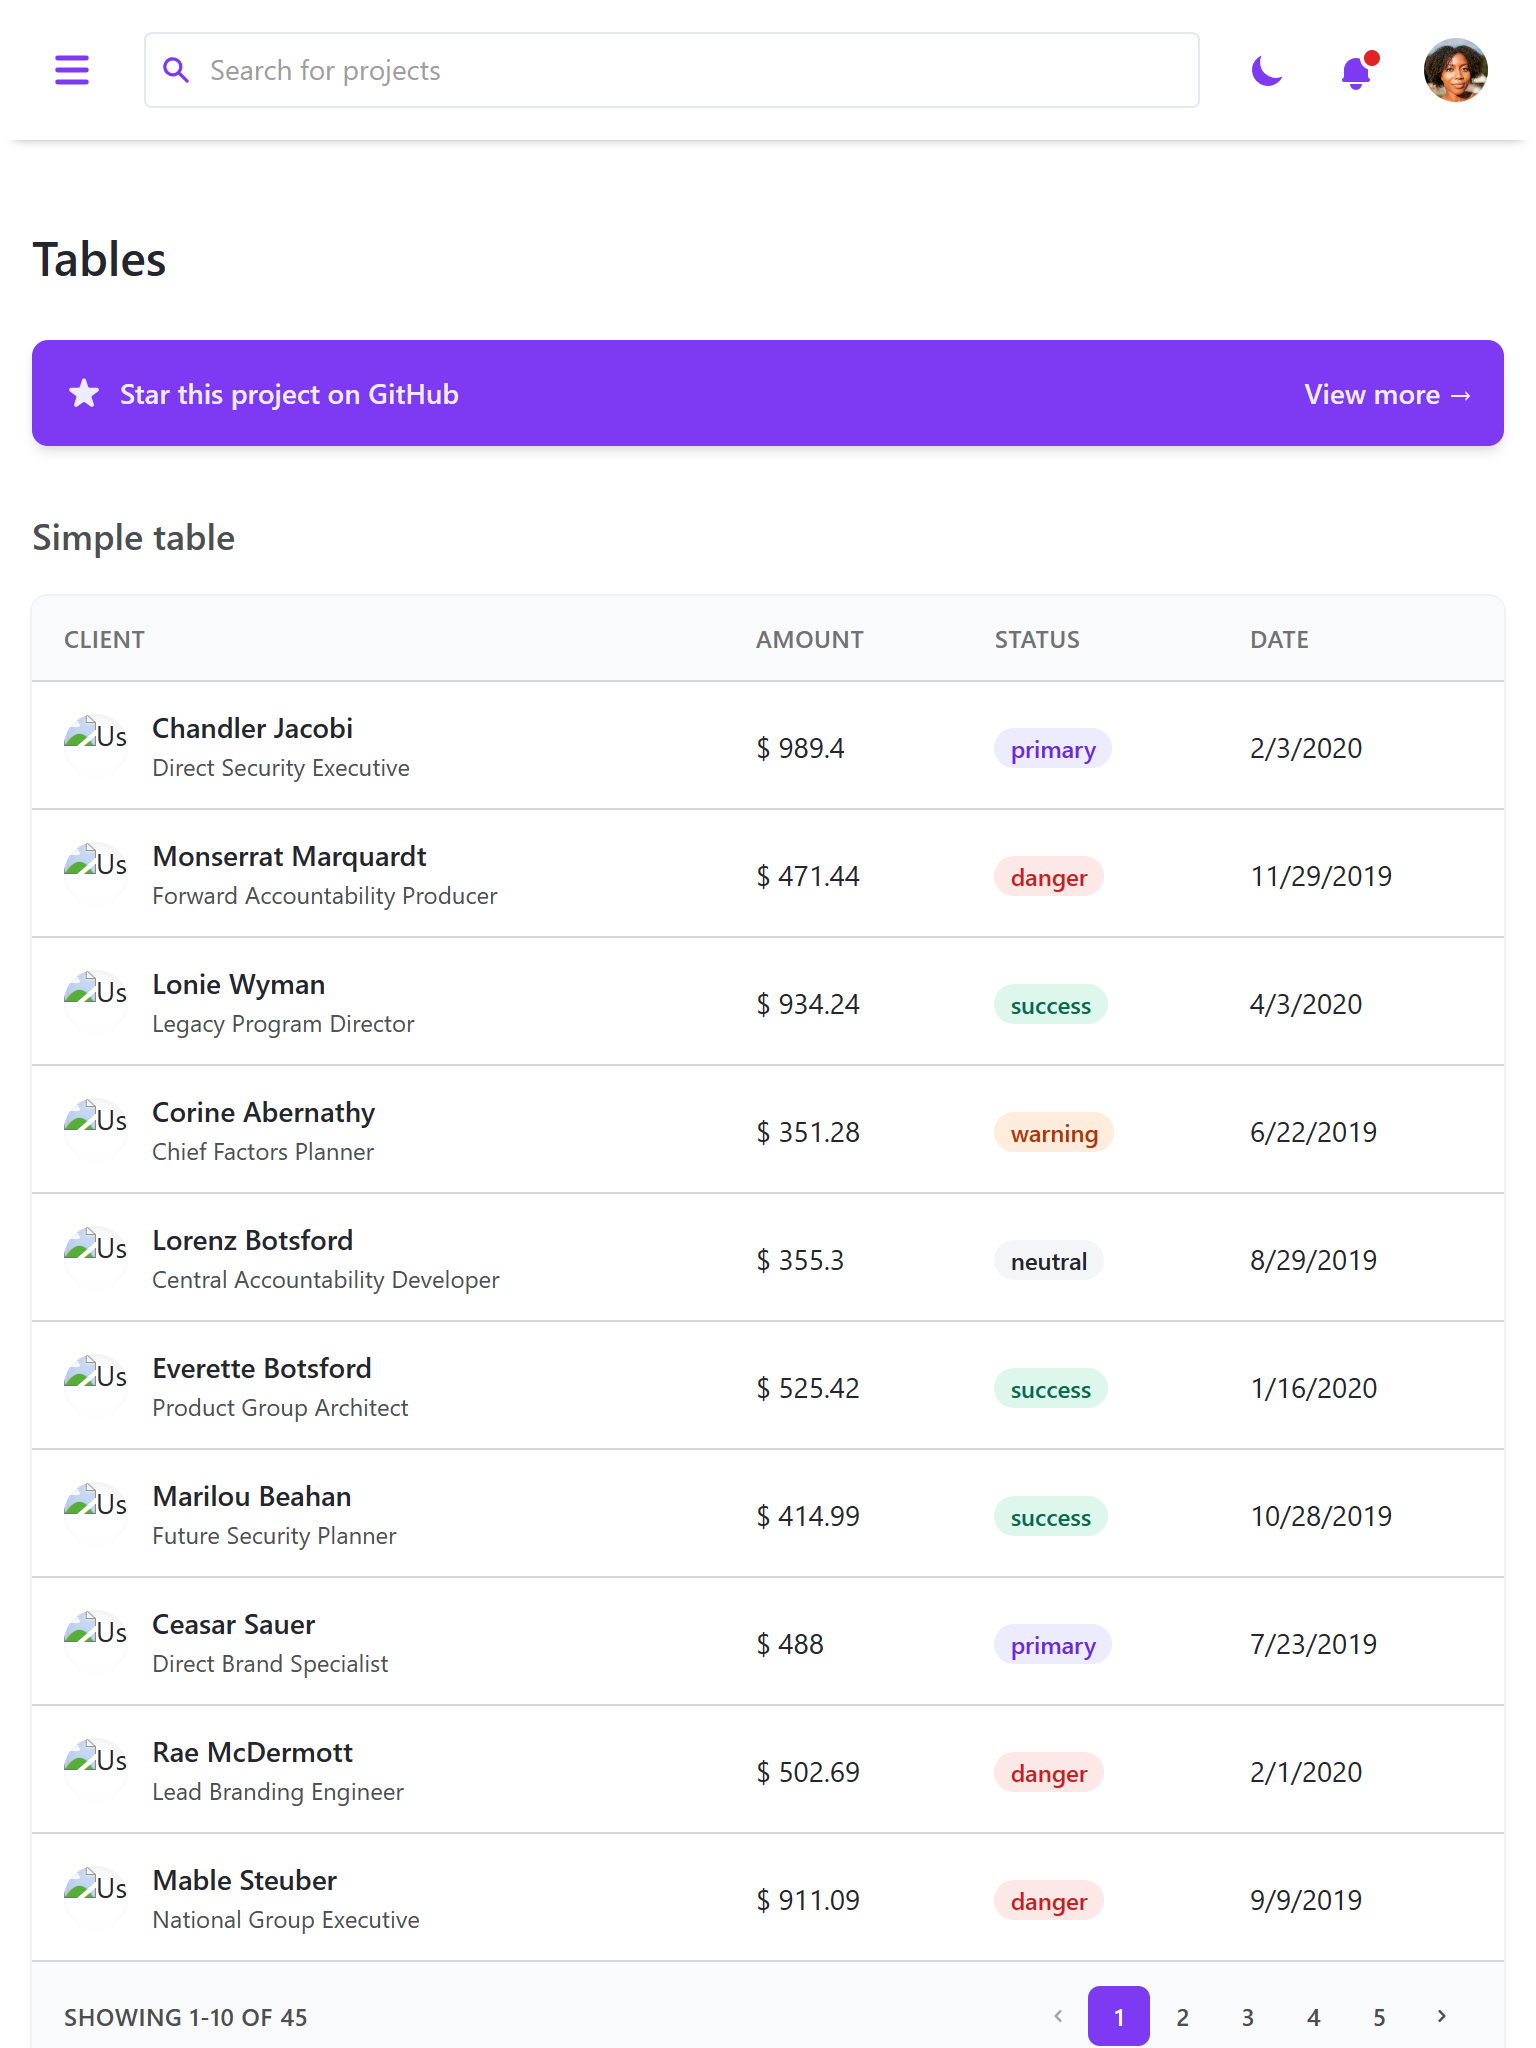 Search for projects
Tables
Star this project on GitHub View more →
Simple table
CLIENT AMOUNT STATUS DATE
Us Chandler Jacobi
Direct Security Executive
$ 989.4 primary 2/3/2020
Us Monserrat Marquardt
Forward Accountability Producer
$ 471.44 danger 11/29/2019
Us Lonie Wyman
Legacy Program Director
$ 934.24 success 4/3/2020
Us Corine Abernathy
Chief Factors Planner
$ 351.28 warning 6/22/2019
Us Lorenz Botsford
Central Accountability Developer
$ 355.3 neutral 8/29/2019
Us Everette Botsford
Product Group Architect
$ 525.42 success 1/16/2020
Us Marilou Beahan
Future Security Planner
$ 414.99 success 10/28/2019
Us Ceasar Sauer
Direct Brand Specialist
$ 488 primary 7/23/2019
Us Rae McDermott
Lead Branding Engineer
$ 502.69 danger 2/1/2020
Us Mable Steuber
National Group Executive
$ 911.09 danger 9/9/2019
SHOWING 1-10 OF 45 1 2 3 4 5